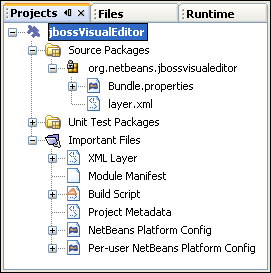 Projects
Files
Runtime
jbossVisualEditor
Source Packages
org.netbeans.jbossvisualeditor
Bundle.properties
layer.xml
Unit Test Packages
Important Files
XML Layer
Module Manifest
Build Script
Project Metadata
NetBeans Platform Config
Per-user NetBeans Platform Config